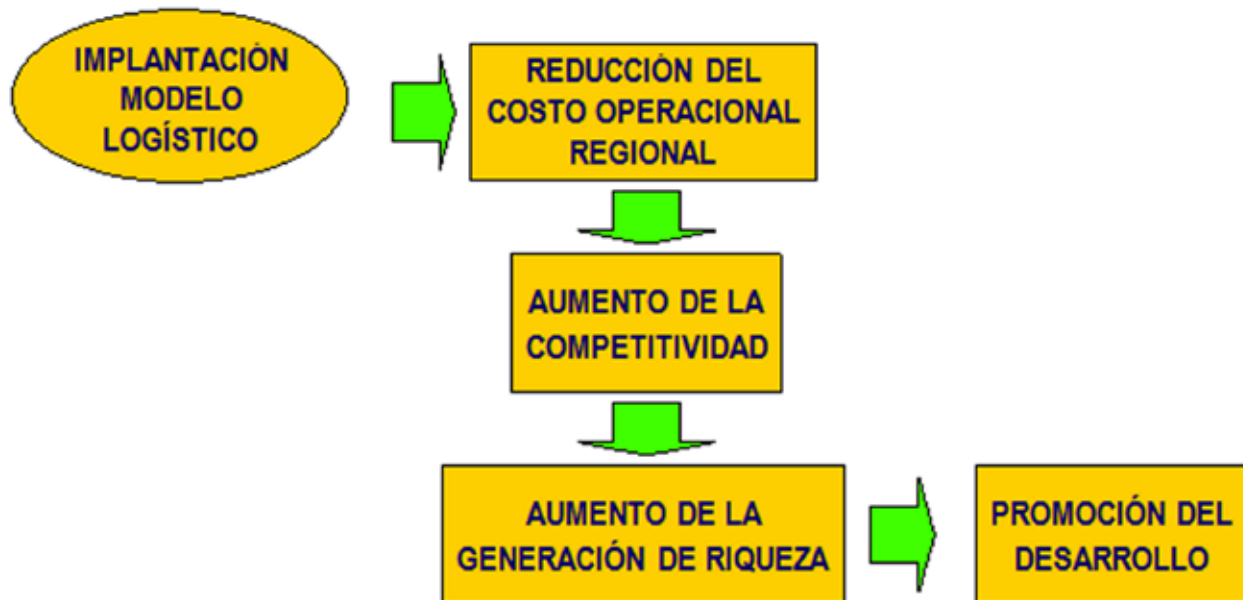 IMPLANTACIÓN
MODELO
LOGÍSTICO
REDUCCIÓN DEL
COSTO OPERACIONAL
REGIONAL
AUMENTO DE LA
COMPETITIVIDAD
AUMENTO DE LA
GENERACIÓN DE RIQUEZA
PROMOCIÓN DEL
DESARROLLO